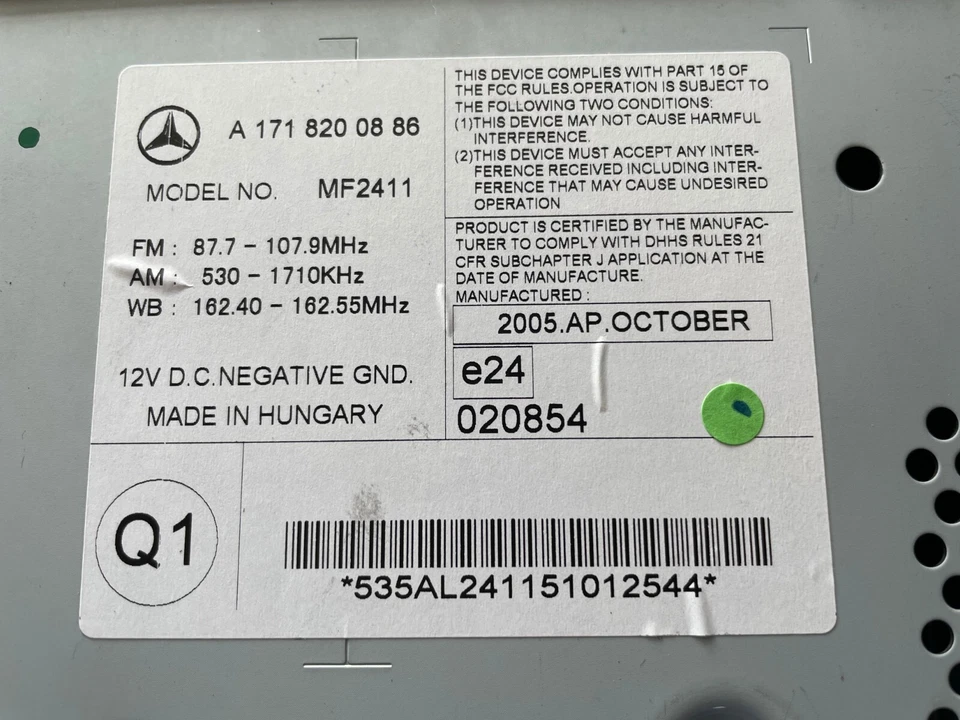 A 171 820 08 86
MODEL NO. MF2411
FM : 87.7 - 107.9MHz
AM : 530 - 1710KHz
WB : 162.40 - 162.55MHz
12V D.C.NEGATIVE GND.
MADE IN HUNGARY
THIS DEVICE COMPLIES WITH PART 15 OF
THE FCC RULES.OPERATION IS SUBJECT TO
THE FOLLOWING TWO CONDITIONS:
(1)THIS DEVICE MAY NOT CAUSE HARMFUL
INTERFERENCE.
(2)THIS DEVICE MUST ACCEPT ANY INTER-
FERENCE RECEIVED INCLUDING INTER-
FERENCE THAT MAY CAUSE UNDESIRED
OPERATION
PRODUCT IS CERTIFIED BY THE MANUFAC-
TURER TO COMPLY WITH DHHS RULES 21
CFR SUBCHAPTER J APPLICATION AT THE
DATE OF MANUFACTURE.
MANUFACTURED :
2005.AP.OCTOBER
e24
020854
Q1
*535AL241151012544*